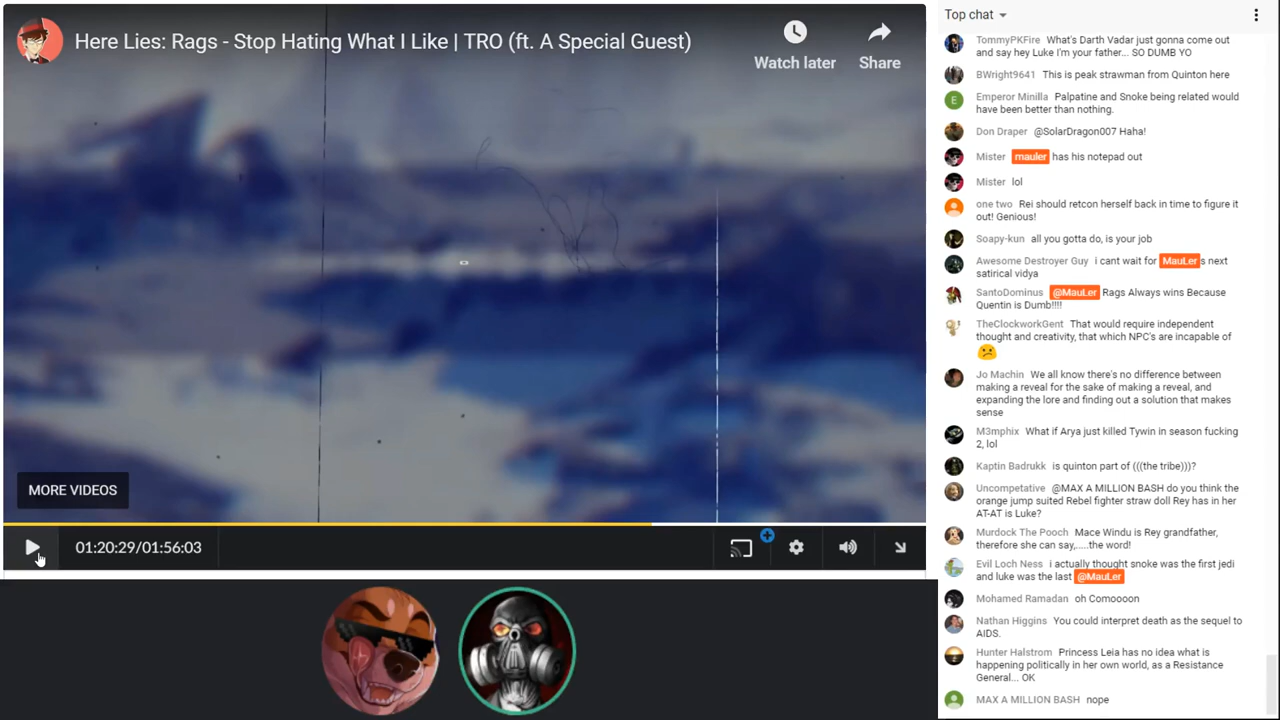 Here Lies: Rags - Stop Hating What I Like | TRO (ft. A Special Guest)
Watch later
Share
MORE VIDEOS
01:20:29/01:56:03
Top chat
TommyPKFire What's Darth Vadar just gonna come out
and say hey Luke I'm your father... SO DUMB YO
BWright9641 This is peak strawman from Quinton here
Emperor Minilla Palpatine and Snoke being related would
have been better than nothing.
Don Draper @SolarDragon007 Haha!
Mister mauler has his notepad out
Mister lol
one two Rei should retcon herself back in time to figure it
out! Genious!
Soapy-kun all you gotta do, is your job
Awesome Destroyer Guy i cant wait for MauLer s next
satirical vidya
SantoDominus @MauLer Rags Always wins Because
Quentin is Dumb!!!!
TheClockworkGent That would require independent
thought and creativity, that which NPC's are incapable of
Jo Machin We all know there's no difference between
making a reveal for the sake of making a reveal, and
expanding the lore and finding out a solution that makes
sense
M3mphix What if Arya just killed Tywin in season fucking
2, lol
Kaptin Badrukk is quinton part of (((the tribe)))?
Uncompetative @MAX A MILLION BASH do you think the
orange jump suited Rebel fighter straw doll Rey has in her
AT-AT is Luke?
Murdock The Pooch Mace Windu is Rey grandfather,
therefore she can say,.....the word!
Evil Loch Ness i actually thought snoke was the first jedi
and luke was the last @MauLer
Mohamed Ramadan oh Comoooon
Nathan Higgins You could interpret death as the sequel to
AIDS.
Hunter Halstrom Princess Leia has no idea what is
happening politically in her own world, as a Resistance
General... OK
MAX A MILLION BASH nope
E